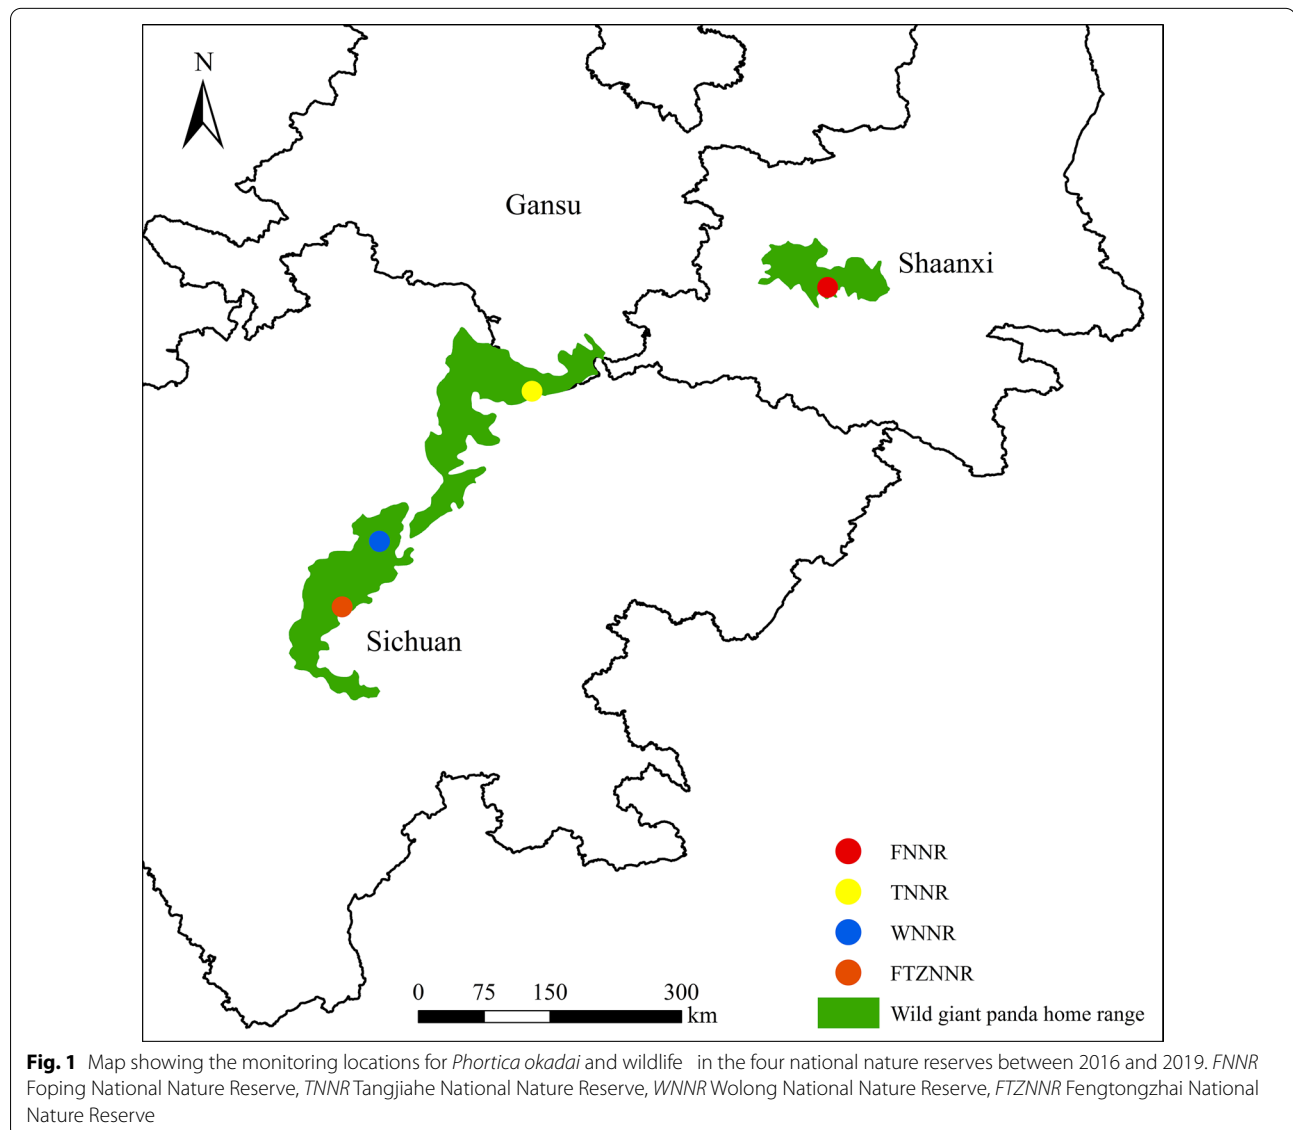 N
Gansu
Shaanxi
Sichuan
FNNR
TNNR
WNNR
FTZNNR
Wild giant panda home range
0 75 150 300
km
Fig. 1 Map showing the monitoring locations for Phortica okadai and wildlife in the four national nature reserves between 2016 and 2019. FNNR
Foping National Nature Reserve, TNNR Tangjiahe National Nature Reserve, WNNR Wolong National Nature Reserve, FTZNNR Fengtongzhai National
Nature Reserve